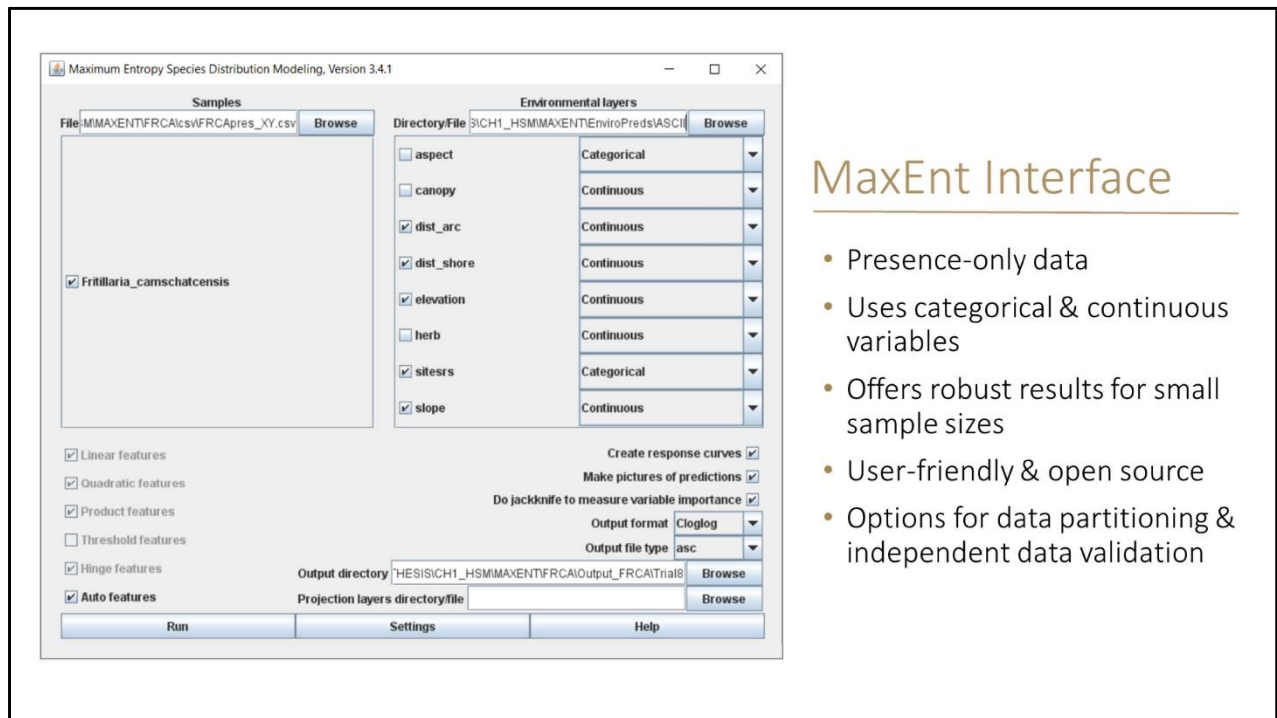 Maximum Entropy Species Distribution Modeling, Version 3.4.1
Samples
File :M\MAXENT\FRCA\csv\FRCApres_XY.csv Browse
Fritillaria_camschatcensis
Environmental layers
Directory/File S\CH1_HSM\MAXENT\EnviroPreds\ASCII Browse
aspect Categorical
canopy Continuous
dist_arc Continuous
dist_shore Continuous
elevation Continuous
herb Continuous
sitesrs Categorical
slope Continuous
Linear features
Quadratic features
Product features
Threshold features
Hinge features
Auto features
Create response curves
Make pictures of predictions
Do jackknife to measure variable importance
Output format Cloglog
Output file type asc
Output directory HESIS\CH1_HSM\MAXENT\FRCA\Output_FRCA\Trial8 Browse
Projection layers directory/file Browse
Run Settings Help
MaxEnt Interface
• Presence-only data
• Uses categorical & continuous
variables
• Offers robust results for small
sample sizes
• User-friendly & open source
• Options for data partitioning &
independent data validation